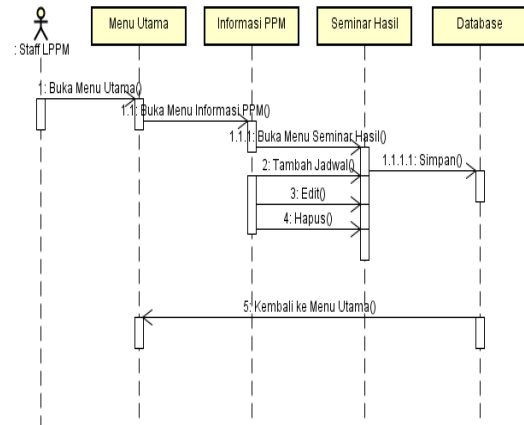 Menu Utama
Informasi PPM
Seminar Hasil
Database
: Staff LPPM
1: Buka Menu Utama()
1.1: Buka Menu Informasi PPM()
1.1.1: Buka Menu Seminar Hasil()
2: Tambah Jadwal()
1.1.1.1: Simpan()
3: Edit()
4: Hapus()
5: Kembali ke Menu Utama()